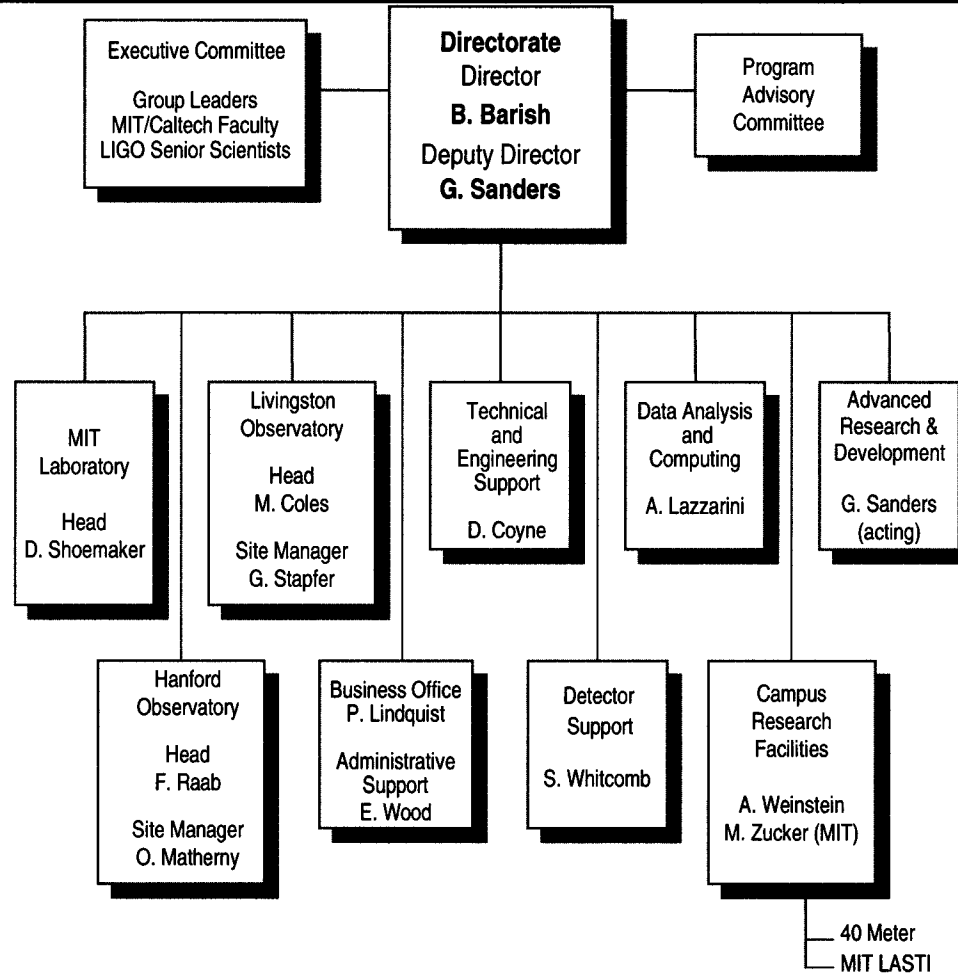 Executive Committee
Group Leaders
MIT/Caltech Faculty
LIGO Senior Scientists
Directorate
Director
B. Barish
Deputy Director
G. Sanders
Program
Advisory
Committee
MIT
Laboratory
Head
D. Shoemaker
Livingston
Observatory
Head
M. Coles
Site Manager
G. Stapfer
Technical
and
Engineering
Support
D. Coyne
Data Analysis
and
Computing
A. Lazzarini
Advanced
Research &
Development
G. Sanders
(acting)
Hanford
Observatory
Head
F. Raab
Site Manager
O. Matherny
Business Office
P. Lindquist
Administrative
Support
E. Wood
Detector
Support
S. Whitcomb
Campus
Research
Facilities
A. Weinstein
M. Zucker (MIT)
40 Meter
MIT LASTI